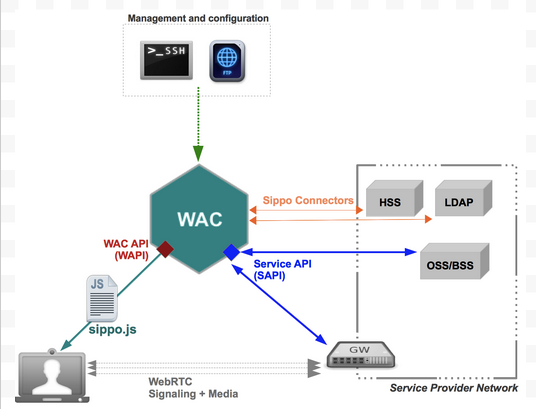 Management and configuration
>_SSH
FTP
WAC
Sippo Connectors
HSS
LDAP
WAC API
(WAPI)
Service API
(SAPI)
OSS/BSS
JS
sippo.js
GW
WebRTC
Signaling + Media
Service Provider Network